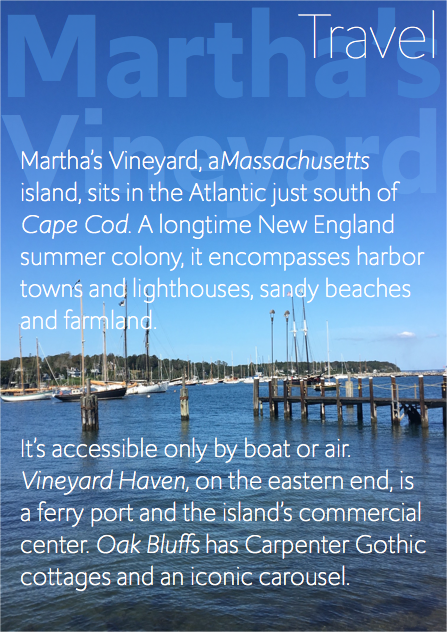 Travel
Martha's
Vineyard
Martha's Vineyard, aMassachusetts
island, sits in the Atlantic just south of
Cape Cod. A longtime New England
summer colony, it encompasses harbor
towns and lighthouses, sandy beaches
and farmland.
It's accessible only by boat or air.
Vineyard Haven, on the eastern end, is
a ferry port and the island's commercial
center. Oak Bluffs has Carpenter Gothic
cottages and an iconic carousel.